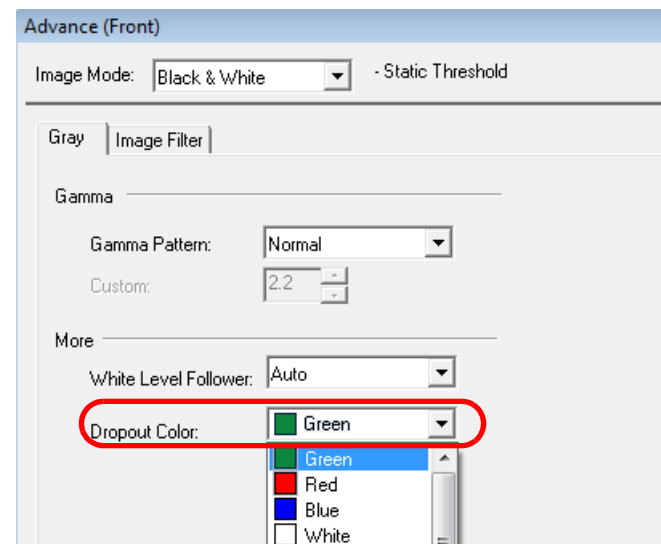 Advance (Front)
Image Mode: Black & White - Static Threshold
Gray Image Filter
Gamma
Gamma Pattern: Normal
Custom: 2.2
More
White Level Follower: Auto
Dropout Color: Green
Green
Red
Blue
White